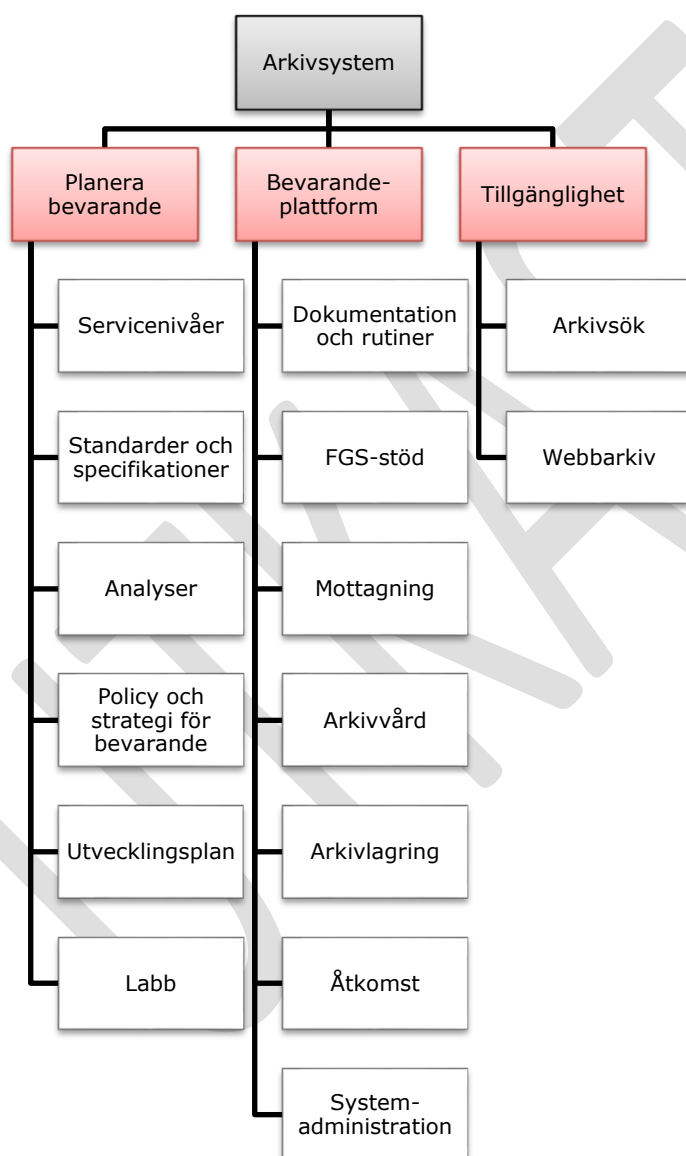 Arkivsystem
Planera
bevarande
Servicenivåer
Standarder och
specifikationer
Analyser
Policy och
strategi för
bevarande
Utvecklingsplan
Labb
Bevarande-
plattform
Dokumentation
och rutiner
FGS-stöd
Mottagning
Arkivvård
Arkivlagring
Åtkomst
System-
administration
Tillgänglighet
Arkivsök
Webbarkiv
UTKAST